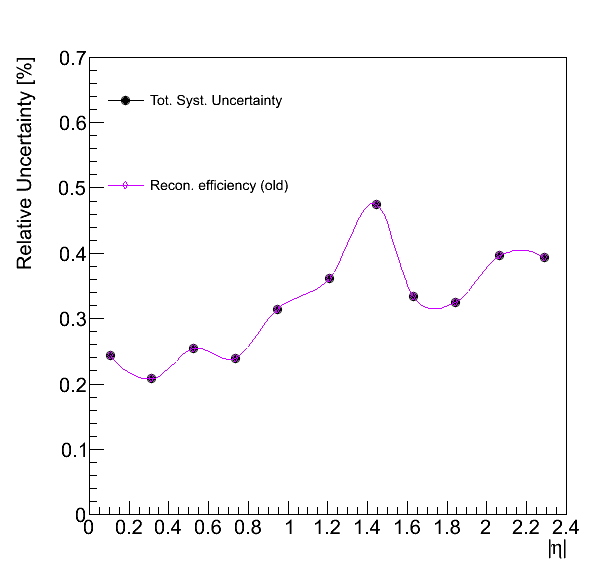 Relative Uncertainty [%]
0.7
0.6
0.5
0.4
0.3
0.2
0.1
0
Tot. Syst. Uncertainty
Recon. efficiency (old)
0 0.2 0.4 0.6 0.8 1 1.2 1.4 1.6 1.8 2 2.2 2.4
|η|